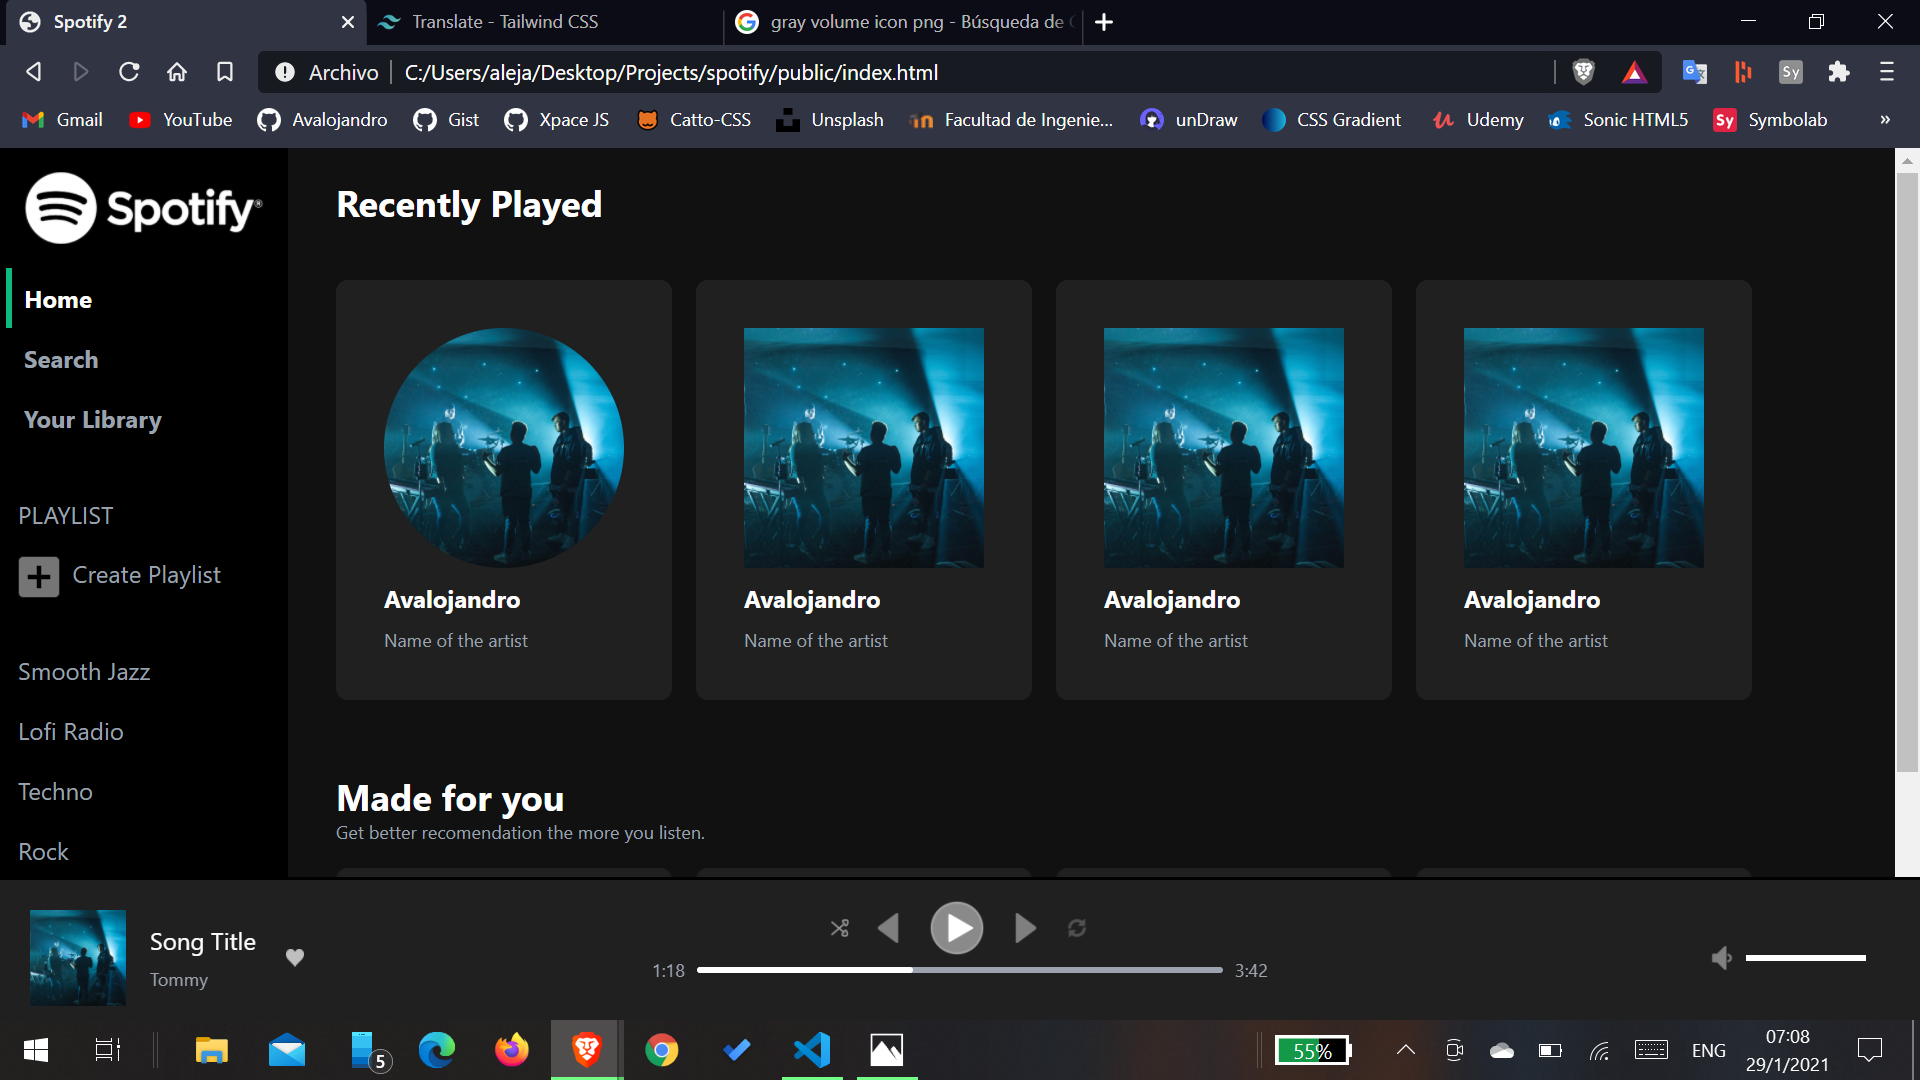 Spotify 2
Translate - Tailwind CSS
gray volume icon png - Búsqueda de
Archivo
C:/Users/aleja/Desktop/Projects/spotify/public/index.html
Sy
Gmail
YouTube
Avalojandro
Gist
Xpace JS
Catto-CSS
Unsplash
Facultad de Ingenie...
unDraw
CSS Gradient
Udemy
Sonic HTML5
Sy
Symbolab
»
Spotify®
Home
Search
Your Library
PLAYLIST
Create Playlist
Smooth Jazz
Lofi Radio
Techno
Rock
Recently Played
Avalojandro
Name of the artist
Avalojandro
Name of the artist
Avalojandro
Name of the artist
Avalojandro
Name of the artist
Made for you
Get better recomendation the more you listen.
Song Title
Tommy
1:18
3:42
5
55%
ENG
07:08
29/1/2021